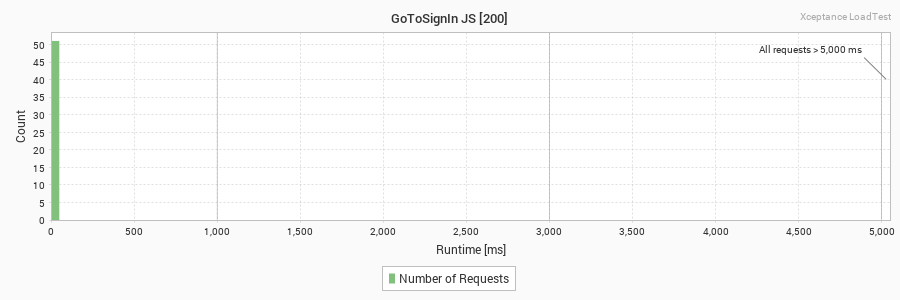 GoToSignIn JS [200]
Xceptance LoadTest
All requests > 5,000 ms
Count
50
45
40
35
30
25
20
15
10
5
0
0 500 1,000 1,500 2,000 2,500 3,000 3,500 4,000 4,500 5,000
Runtime [ms]
Number of Requests